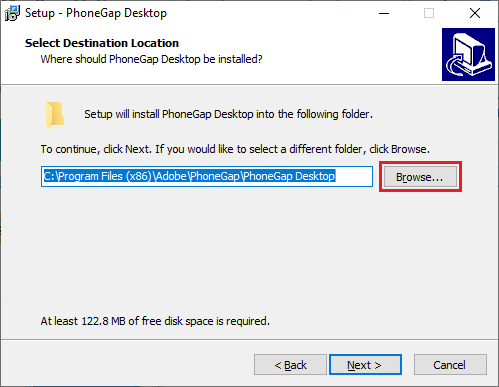 Setup - PhoneGap Desktop
Select Destination Location
Where should PhoneGap Desktop be installed?
Setup will install PhoneGap Desktop into the following folder.
To continue, click Next. If you would like to select a different folder, click Browse.
C:\Program Files (x86)\Adobe\PhoneGap\PhoneGap Desktop Browse...
At least 122.8 MB of free disk space is required.
< Back Next > Cancel